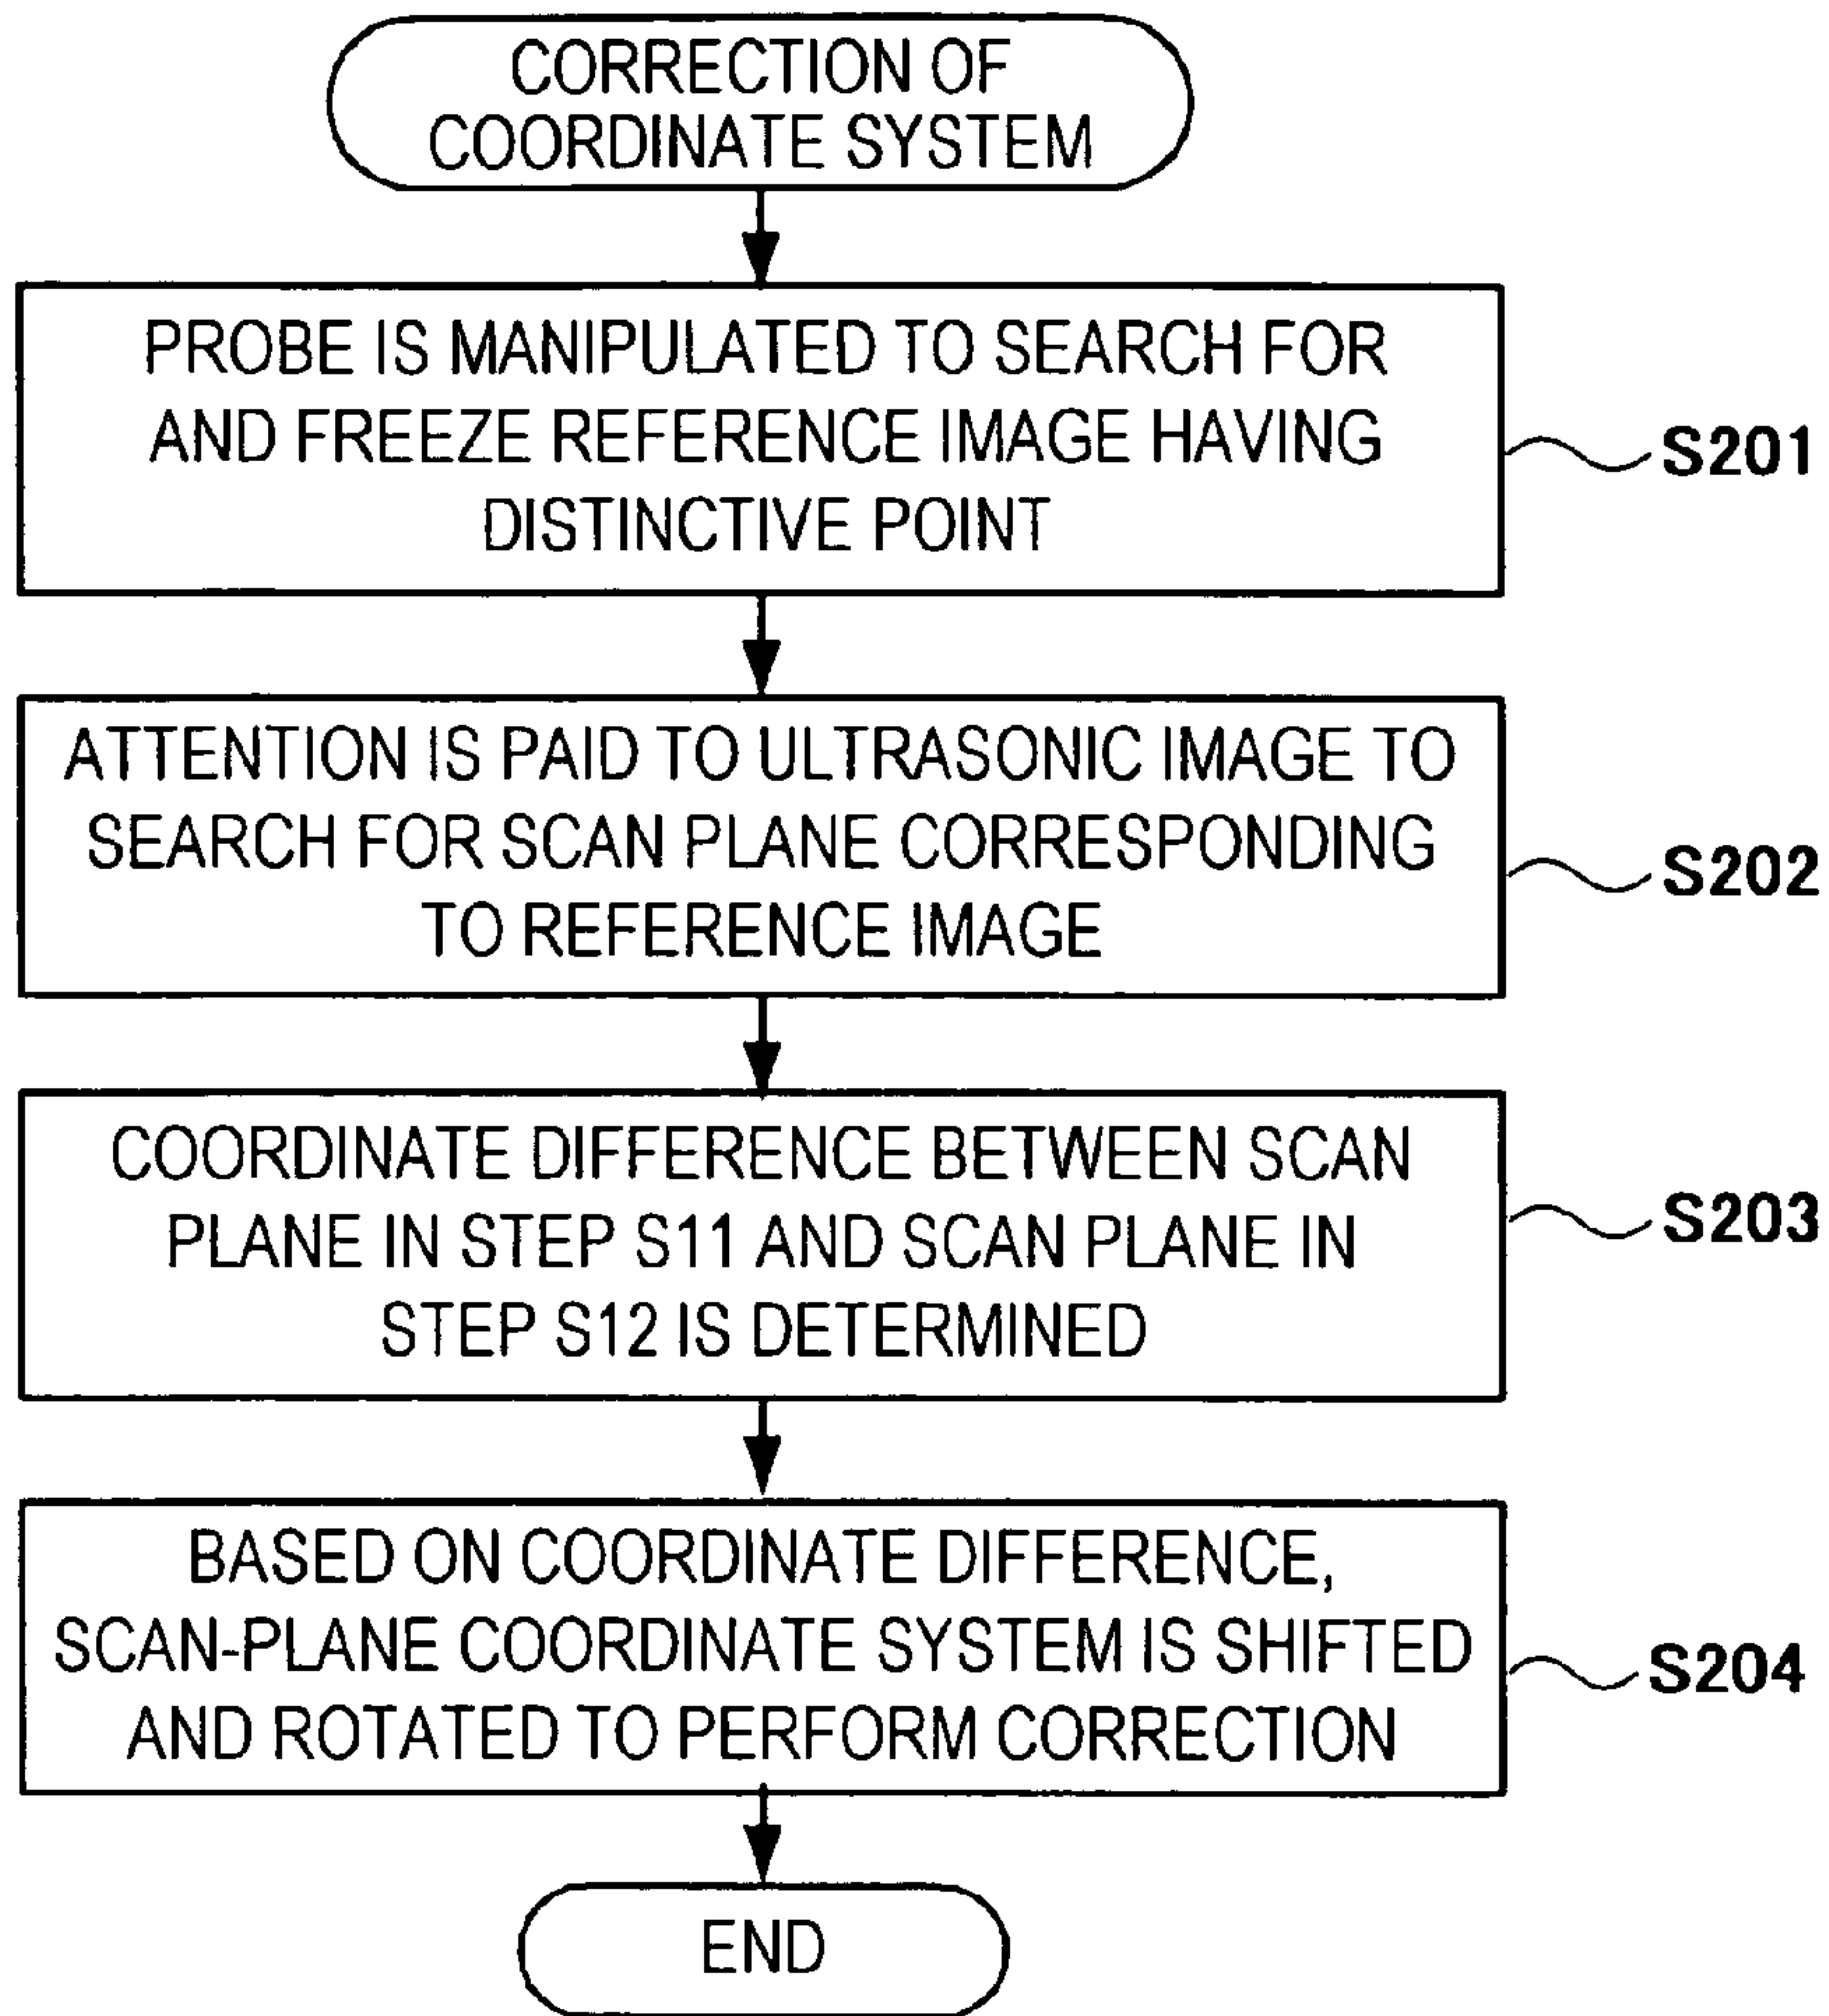 CORRECTION OF
COORDINATE SYSTEM
PROBE IS MANIPULATED TO SEARCH FOR
AND FREEZE REFERENCE IMAGE HAVING
DISTINCTIVE POINT
S201
ATTENTION IS PAID TO ULTRASONIC IMAGE TO
SEARCH FOR SCAN PLANE CORRESPONDING
TO REFERENCE IMAGE
S202
COORDINATE DIFFERENCE BETWEEN SCAN
PLANE IN STEP S11 AND SCAN PLANE IN
STEP S12 IS DETERMINED
S203
BASED ON COORDINATE DIFFERENCE,
SCAN-PLANE COORDINATE SYSTEM IS SHIFTED
AND ROTATED TO PERFORM CORRECTION
S204
END